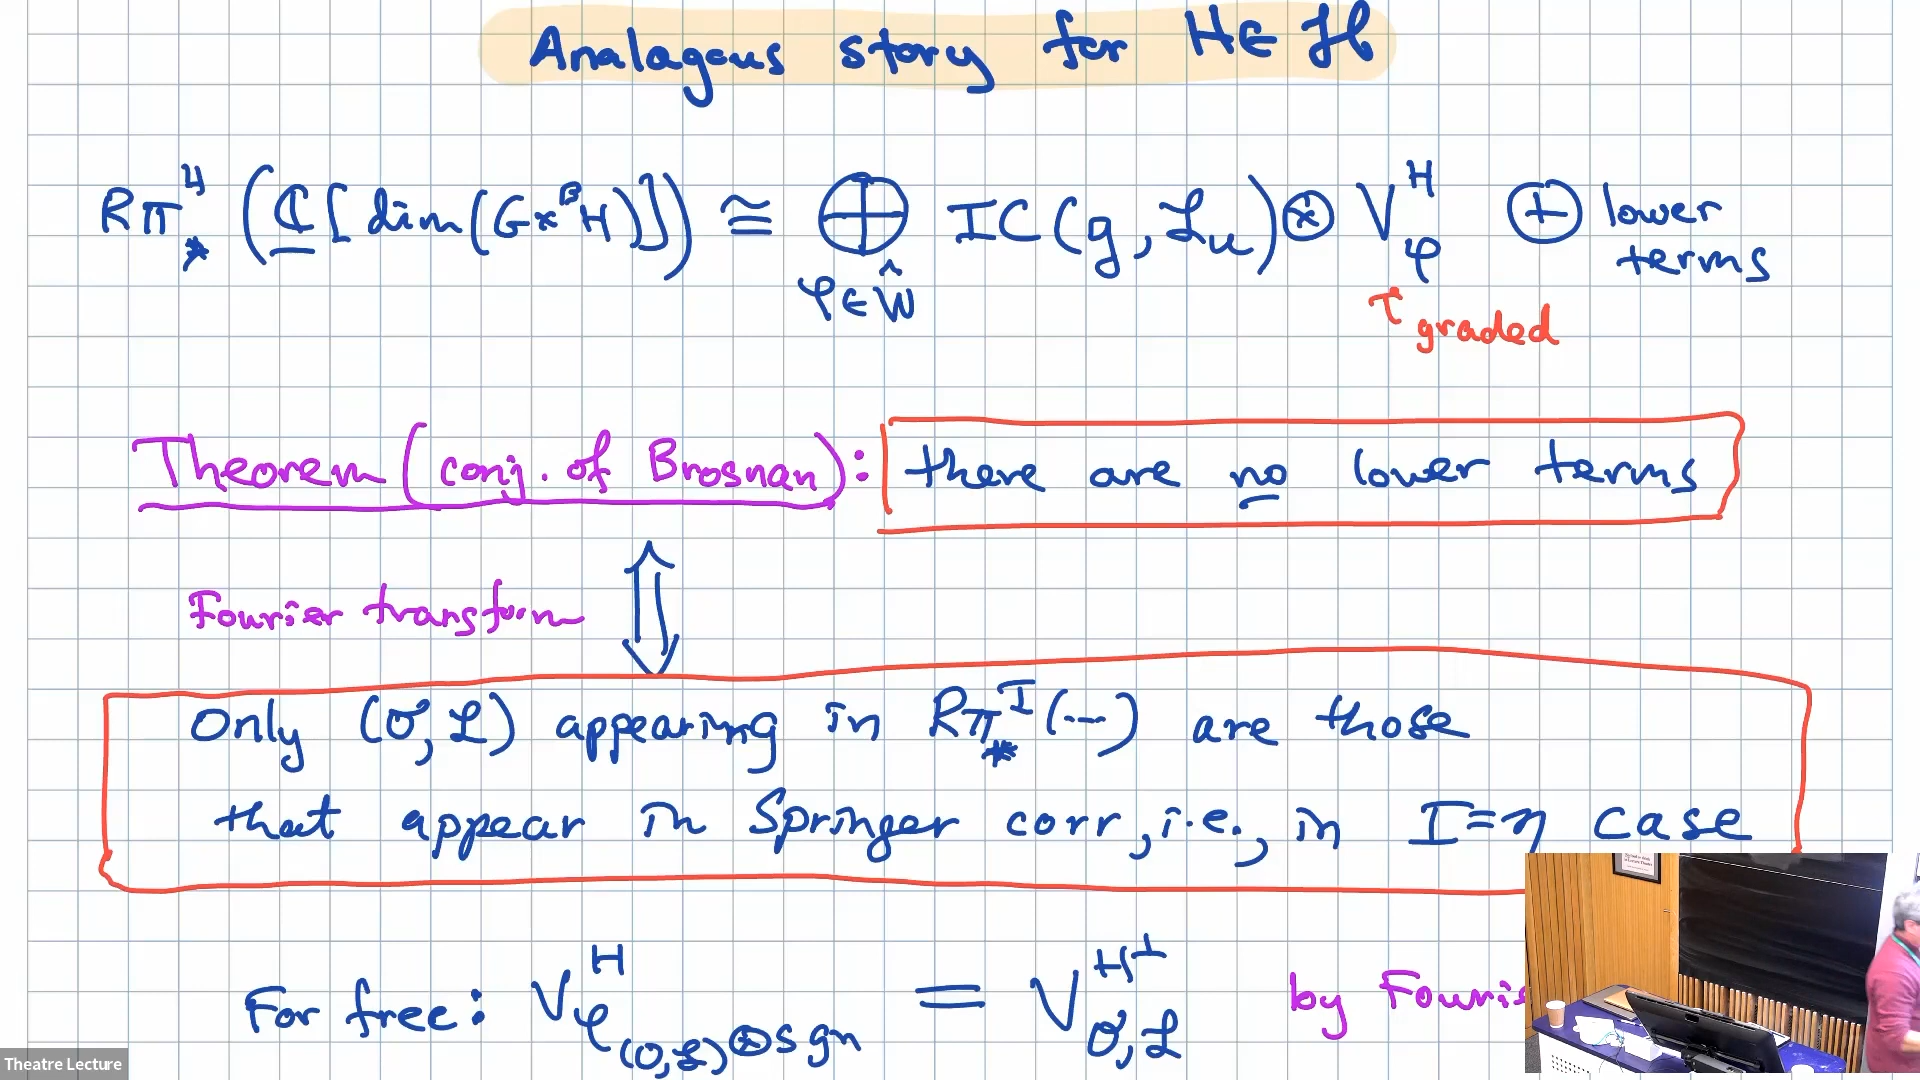 Analogous story for H ∈ ℋ
Rπ^H_* (ℂ[dim(G×^B H)]) ≅ ⊕_{φ∈Ŵ} IC(g, ℒ_u) ⊗ V^H_φ ⊕ lower terms
↑ graded
Theorem (conj. of Brosnan): there are no lower terms
Fourier transform
Only (O, ℒ) appearing in Rπ^I_*(---) are those
that appear in Springer corr, i.e., in I=η case
For free: V^H_{φ_{(O,ℒ)}⊗sgn} = V^{H^⊥}_{O,ℒ} by
Theatre Lecture